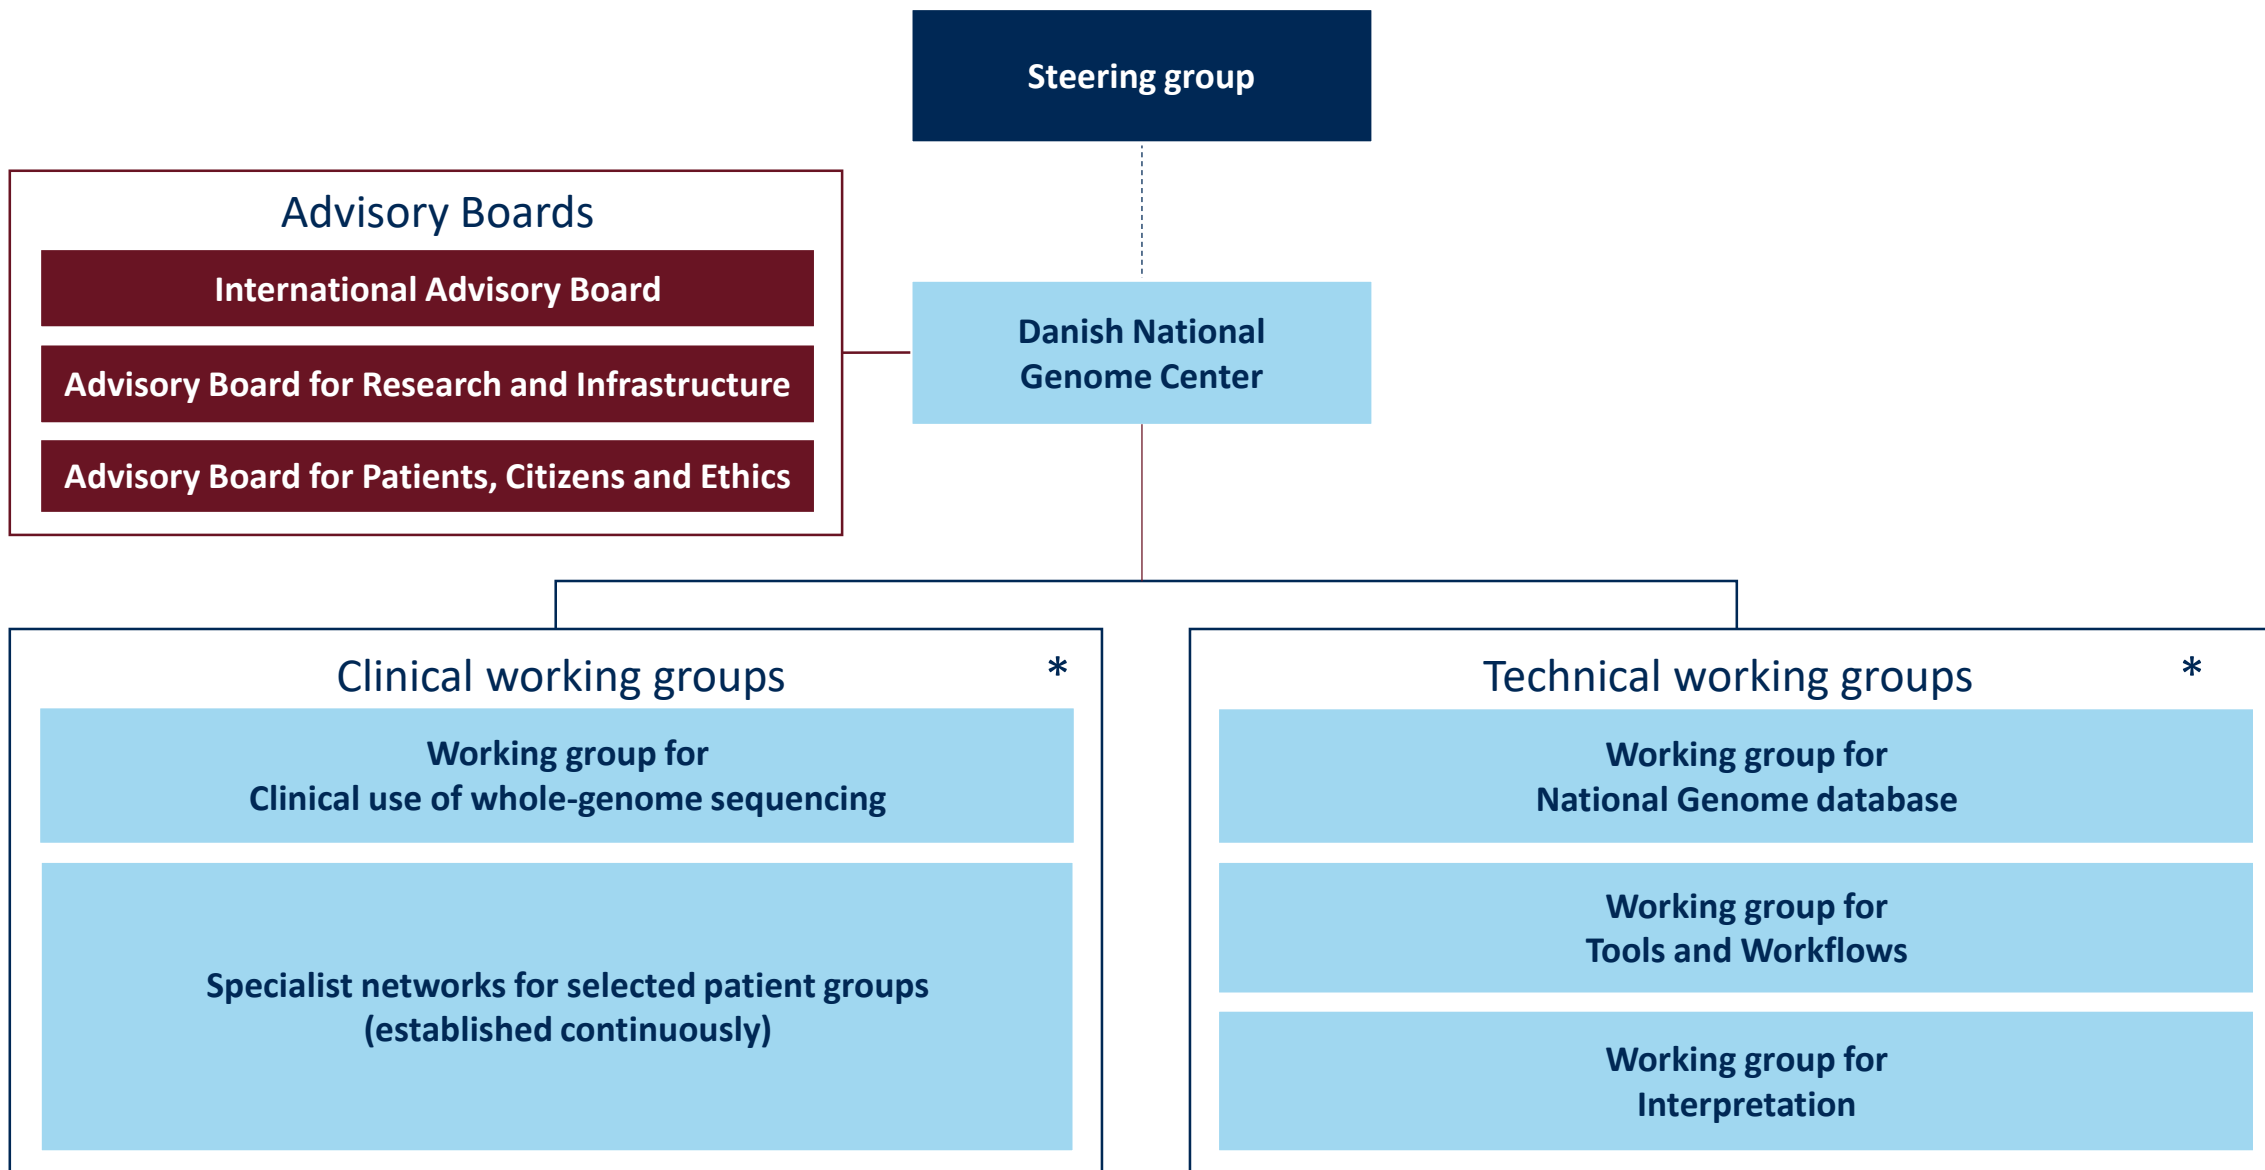 Steering group
Advisory Boards
International Advisory Board
Advisory Board for Research and Infrastructure
Advisory Board for Patients, Citizens and Ethics
Danish National
Genome Center
Clinical working groups *
Working group for
Clinical use of whole-genome sequencing
Specialist networks for selected patient groups
(established continuously)
Technical working groups *
Working group for
National Genome database
Working group for
Tools and Workflows
Working group for
Interpretation